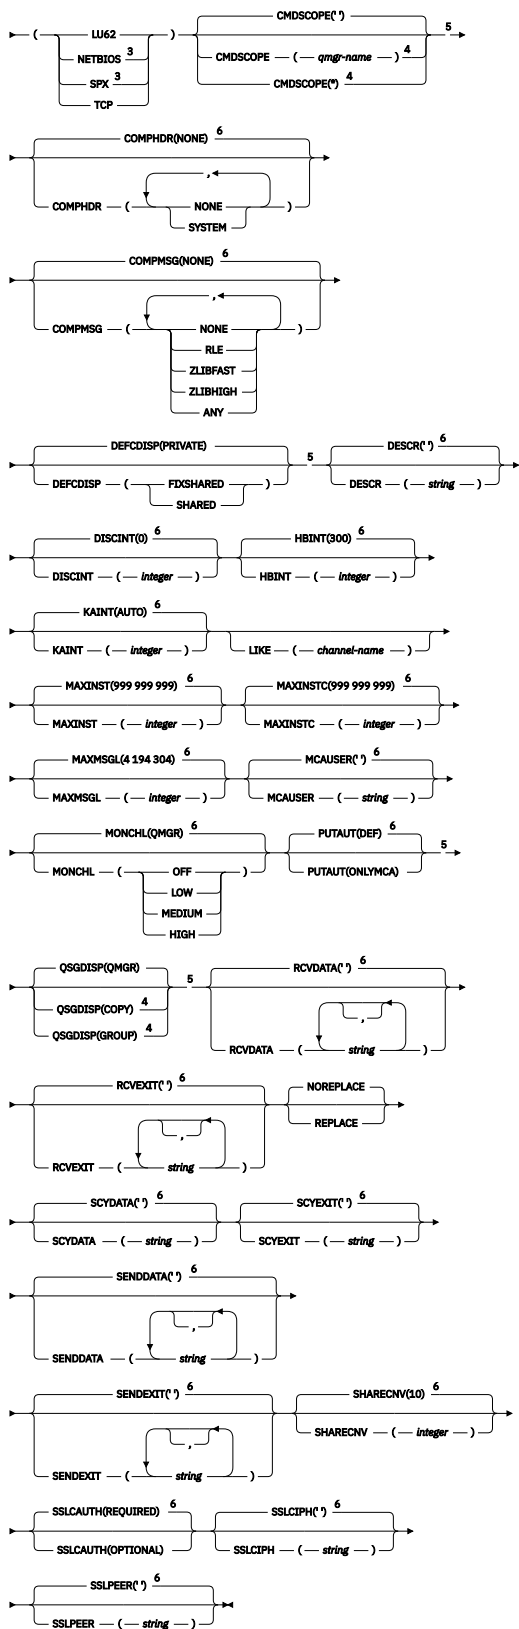 ( LU62 ) CMDSCOPE(' ') 5
NETBIOS 3 CMDSCOPE ( qmgr-name ) 4
SPX 3 CMDSCOPE(*) 4
TCP
COMPHDR(NONE) 6
,
COMPHDR ( NONE )
SYSTEM
COMPMSG(NONE) 6
,
COMPMSG ( NONE )
RLE
ZLIBFAST
ZLIBHIGH
ANY
DEFCDISP(PRIVATE) 5 DESCR(' ') 6
DEFCDISP ( FIXSHARED ) DESCR ( string )
SHARED
DISCINT(0) 6 HBINT(300) 6
DISCINT ( integer ) HBINT ( integer )
KAINT(AUTO) 6
KAINT ( integer ) LIKE ( channel-name )
MAXINST(999 999 999) 6 MAXINSTC(999 999 999) 6
MAXINST ( integer ) MAXINSTC ( integer )
MAXMSGL(4 194 304) 6 MCAUSER(' ') 6
MAXMSGL ( integer ) MCAUSER ( string )
MONCHL(QMGR) 6 PUTAUT(DEF) 6 5
MONCHL ( OFF ) PUTAUT(ONLYMCA)
LOW
MEDIUM
HIGH
QSGDISP(QMGR) 5 RCVDATA(' ') 6
QSGDISP(COPY) 4 ,
QSGDISP(GROUP) 4 RCVDATA ( string )
RCVEXIT(' ') 6 NOREPLACE
, REPLACE
RCVEXIT ( string )
SCYDATA(' ') 6 SCYEXIT(' ') 6
SCYDATA ( string ) SCYEXIT ( string )
SENDDATA(' ') 6
,
SENDDATA ( string )
SENDEXIT(' ') 6 SHARECNV(10) 6
, SHARECNV ( integer )
SENDEXIT ( string )
SSLCAUTH(REQUIRED) 6 SSLCIPH(' ') 6
SSLCAUTH(OPTIONAL) SSLCIPH ( string )
SSLPEER(' ') 6
SSLPEER ( string )